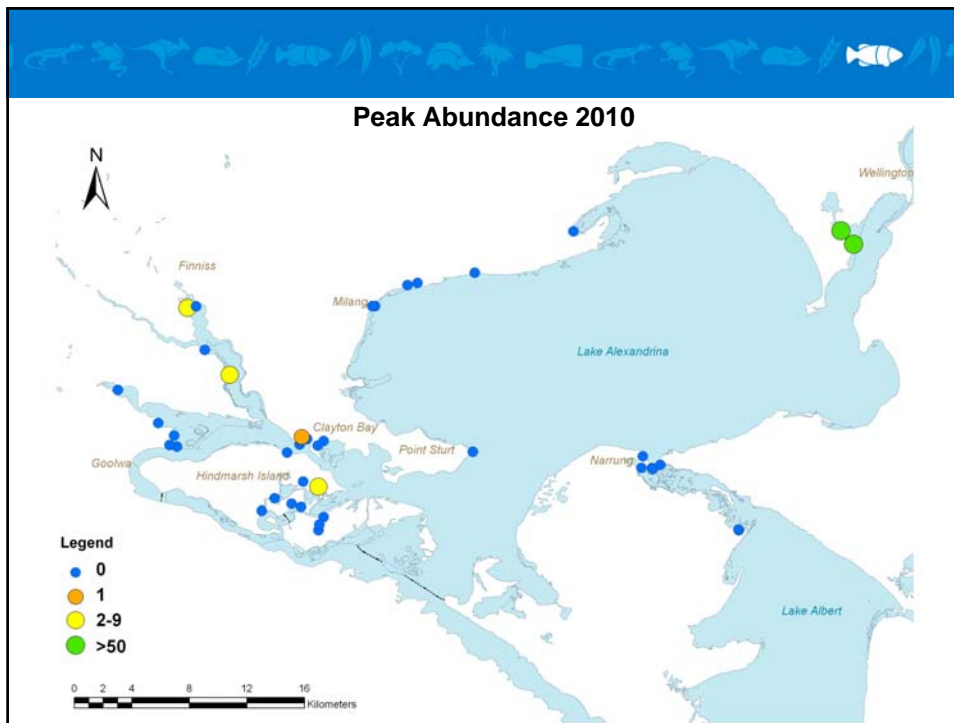 Peak Abundance 2010
N
Wellington
Finniss
Milang
Lake Alexandrina
Clayton Bay
Point Sturt
Narrung
Goolwa
Hindmarsh Island
Legend
0
1
2-9
>50
Lake Albert
0 2 4 8 12 16
Kilometers